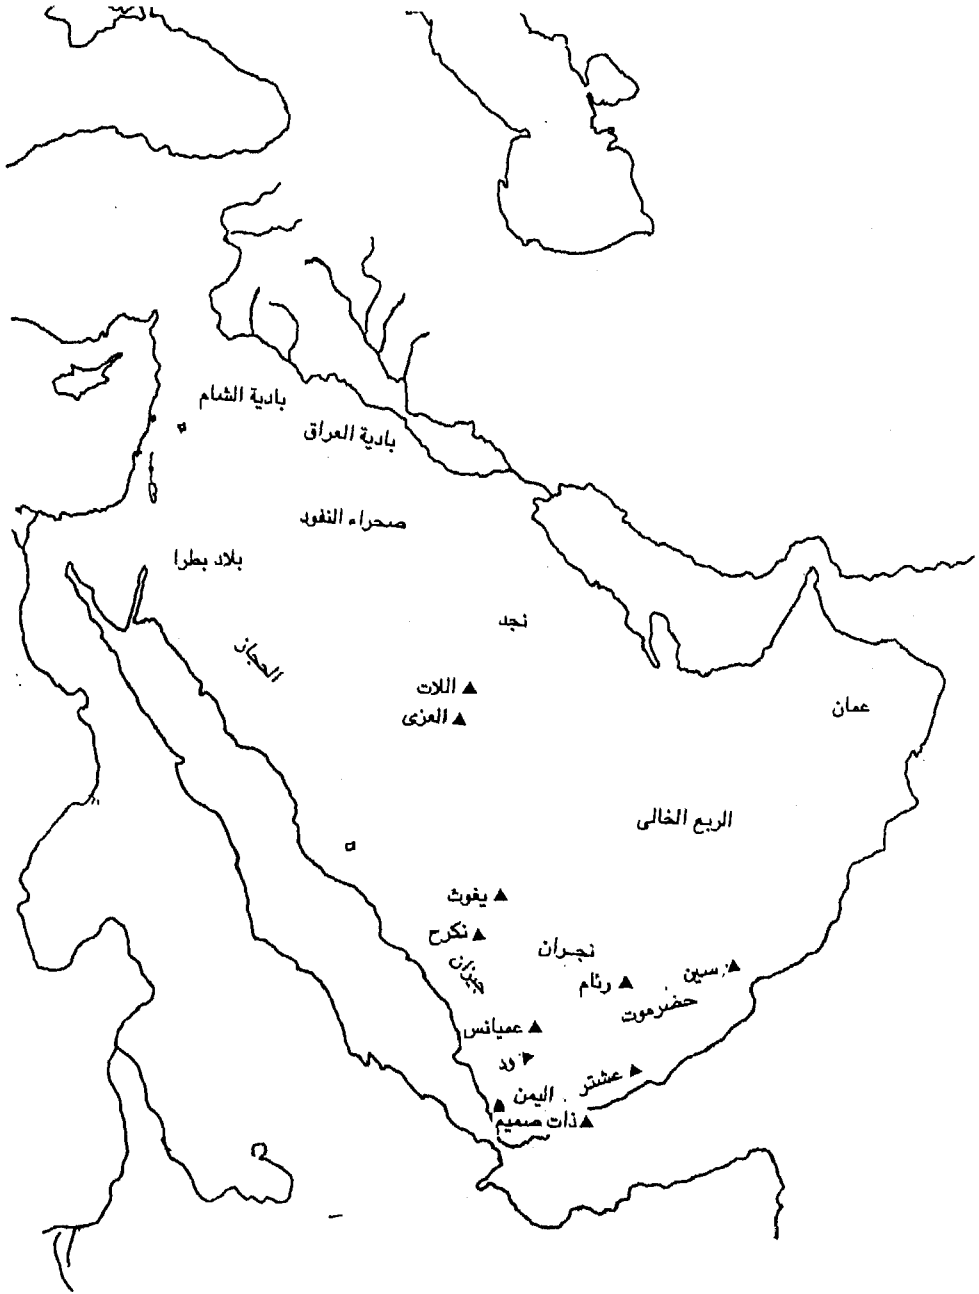 بادية الشام
بادية العراق
صحراء النفود
بلاد بطرا
نجد
الحجاز
اللات
العزى
عمان
الربع الخالى
يغوث
نكرح
نجران
جيزان
سين
رئام
حضرموت
عميانس
ود
عشتر
اليمن
ذات صميم